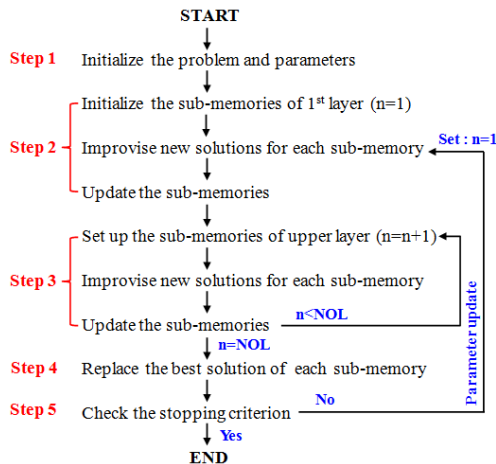 START
Step 1 Initialize the problem and parameters
Initialize the sub-memories of 1st layer (n=1)
Set : n=1
Step 2 Improvise new solutions for each sub-memory
Update the sub-memories
Set up the sub-memories of upper layer (n=n+1)
Step 3 Improvise new solutions for each sub-memory
Update the sub-memories n<NOL
n=NOL
Parameter update
Step 4 Replace the best solution of each sub-memory
Step 5 Check the stopping criterion No
Yes
END